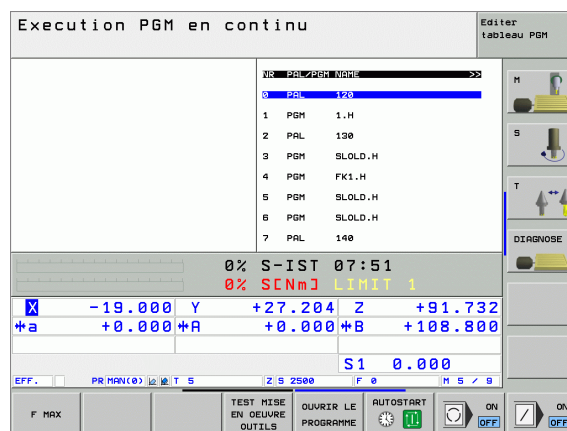 Execution PGM en continu
Editer
tableau PGM
NR PAL/PGM NAME >>
0 PAL 120
1 PGM 1.H
2 PAL 130
3 PGM SLOLD.H
4 PGM FK1.H
5 PGM SLOLD.H
6 PGM SLOLD.H
7 PAL 140
M
S
T
DIAGNOSE
0% S-IST 07:51
0% S[Nm] LIMIT 1
X -19.000 Y +27.204 Z +91.732
*a +0.000 *A +0.000 *B +108.800
S1 0.000
EFF. PR MAN(0) T 5 Z S 2500 F 0 M 5 / 9
F MAX
TEST MISE
EN OEUVRE
OUTILS
OUVRIR LE
PROGRAMME
AUTOSTART
ON
OFF
ON
OFF